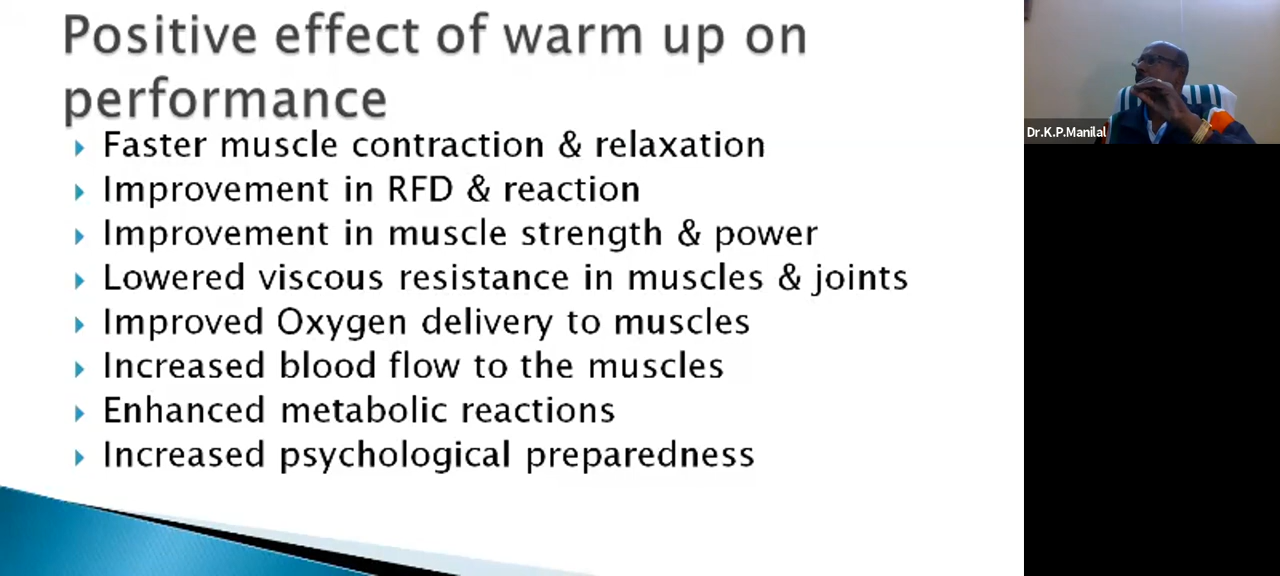 Positive effect of warm up on
performance
Faster muscle contraction & relaxation
Improvement in RFD & reaction
Improvement in muscle strength & power
Lowered viscous resistance in muscles & joints
Improved Oxygen delivery to muscles
Increased blood flow to the muscles
Enhanced metabolic reactions
Increased psychological preparedness
Dr.K.P.Manilal